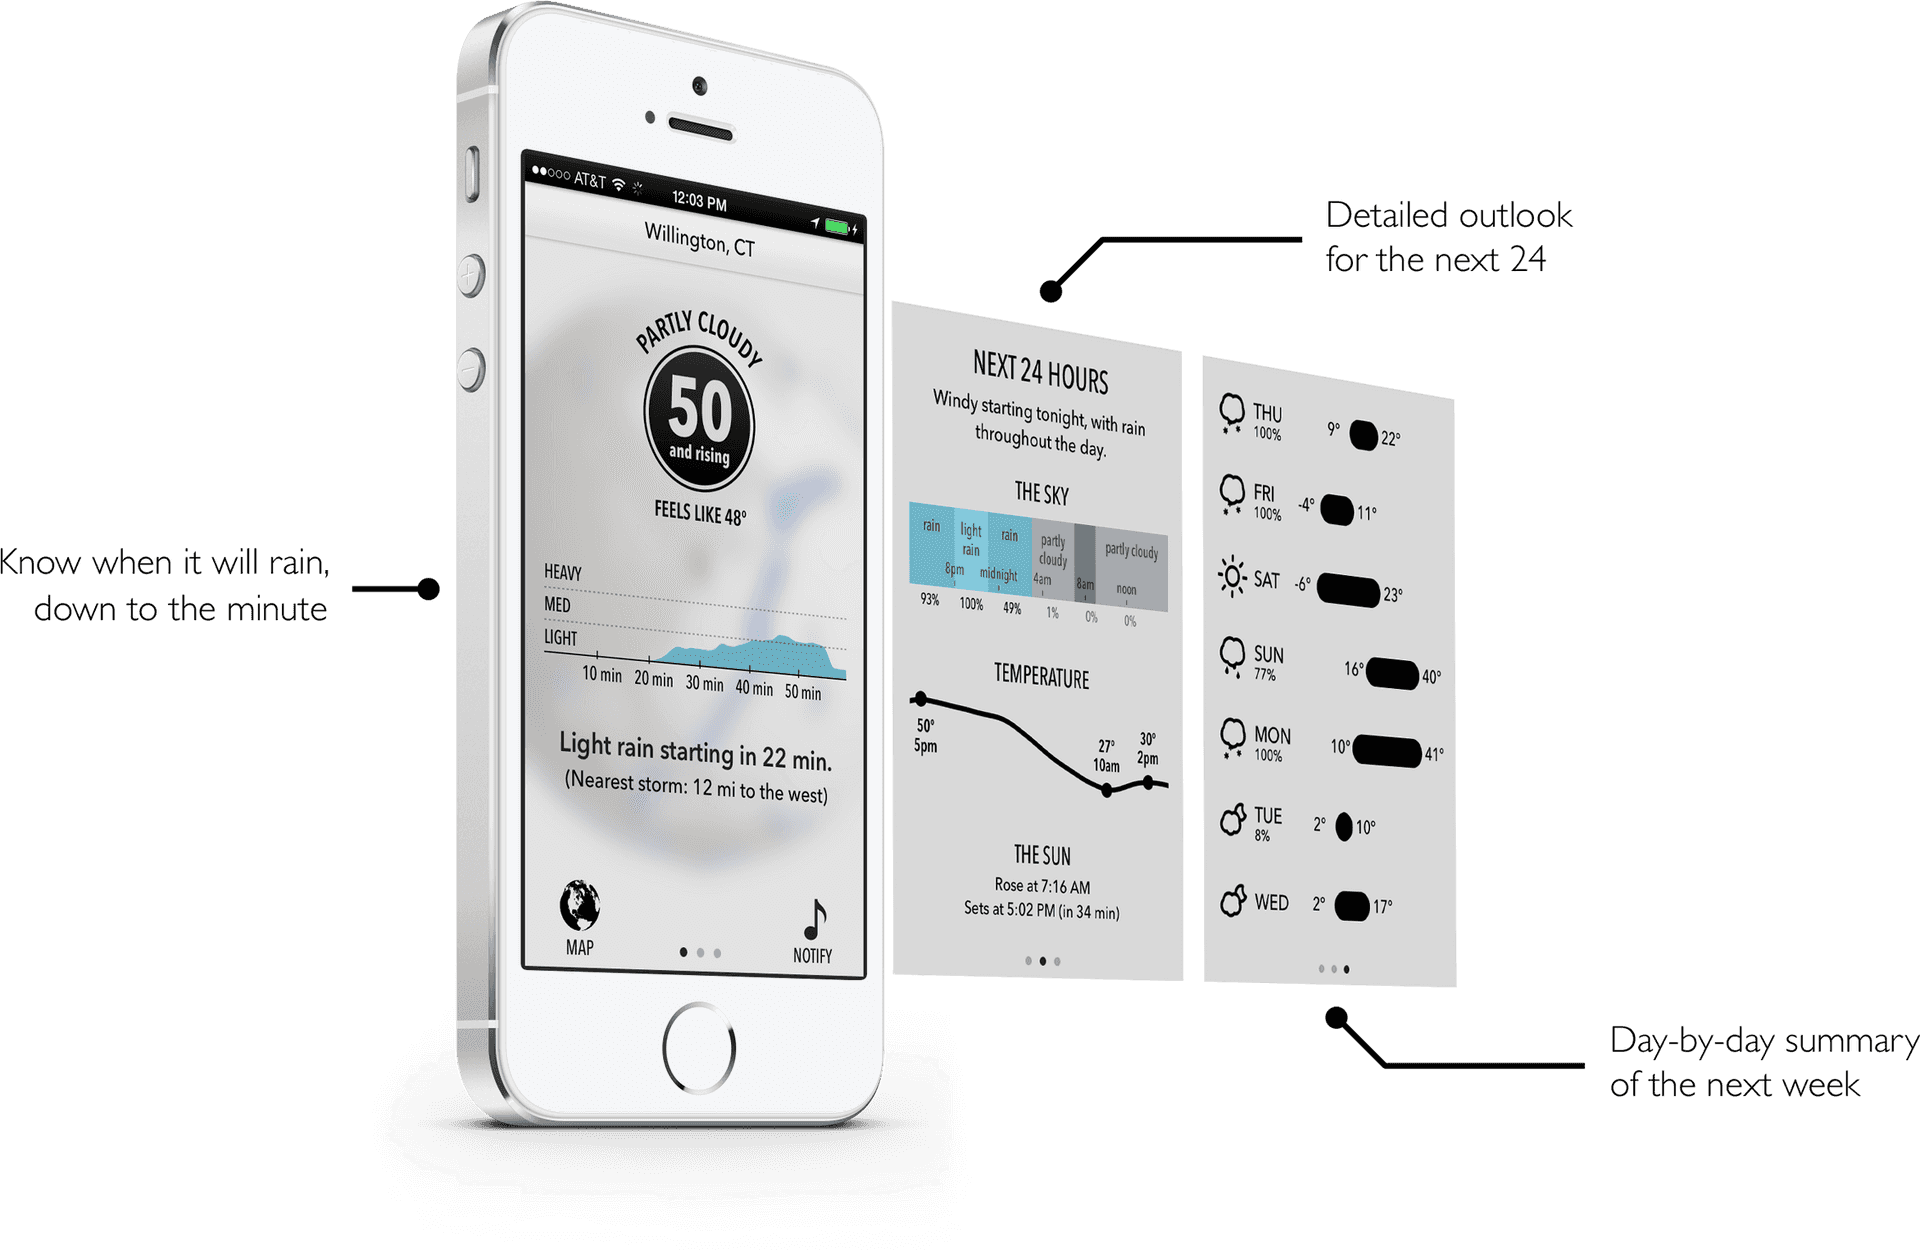 Know when it will rain,
down to the minute
AT&T
12:03 PM
Willington, CT
PARTLY CLOUDY
50
and rising
FEELS LIKE 48°
HEAVY
MED
LIGHT
10 min 20 min 30 min 40 min 50 min
Light rain starting in 22 min.
(Nearest storm: 12 mi to the west)
MAP
NOTIFY
Detailed outlook
for the next 24
NEXT 24 HOURS
Windy starting tonight, with rain
throughout the day.
THE SKY
rain light rain rain partly cloudy partly cloudy
8pm midnight 4am 8am noon
93% 100% 49% 1% 0% 0%
TEMPERATURE
50° 27° 30°
5pm 10am 2pm
THE SUN
Rose at 7:16 AM
Sets at 5:02 PM (in 34 min)
THU 9° 22°
100%
FRI -4° 11°
100%
SAT -6° 23°
SUN 16° 40°
77%
MON 10° 41°
100%
TUE 2° 10°
8%
WED 2° 17°
Day-by-day summary
of the next week